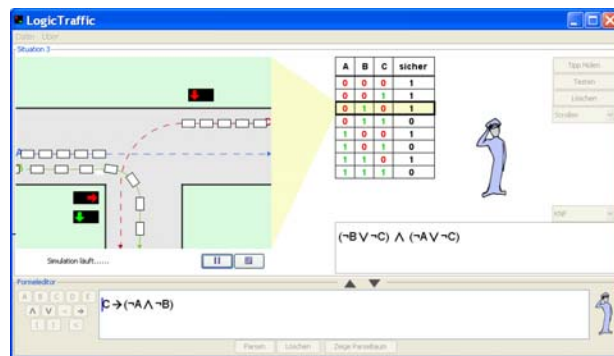 LogicTraffic
Datei Über
Situation 3
A B C sicher
0 0 0 1
0 0 1 1
0 1 0 1
0 1 1 0
1 0 0 1
1 0 1 0
1 1 0 1
1 1 1 0
Tipp Holen
Testen
Löschen
A
Simulation läuft......
(¬B∨¬C) ∧ (¬A∨¬C)
KNF
Formeleditor
A B C D E
∧ ∨ ¬ →
C→(¬A∧¬B)
Parsen Löschen Zeige Parsebaum